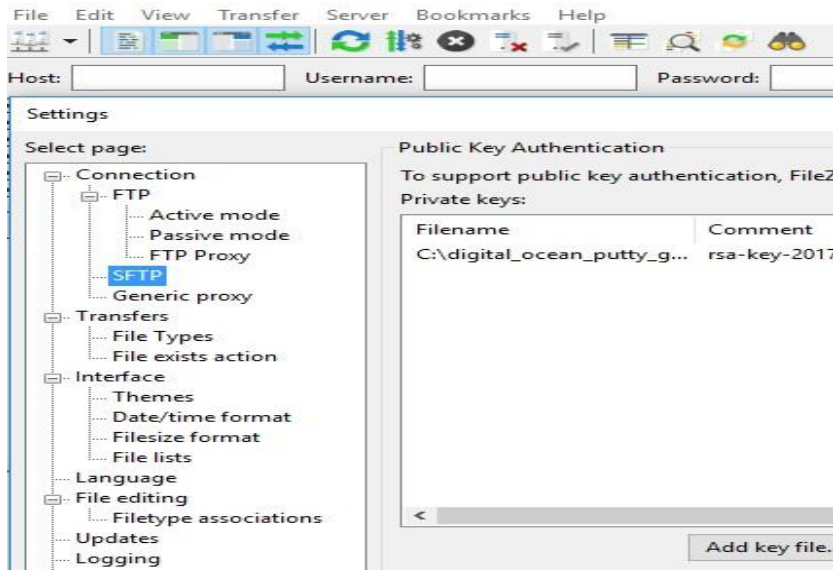 File Edit View Transfer Server Bookmarks Help
Host: Username: Password:
Settings
Select page:
Connection
FTP
Active mode
Passive mode
FTP Proxy
SFTP
Generic proxy
Transfers
File Types
File exists action
Interface
Themes
Date/time format
Filesize format
File lists
Language
File editing
Filetype associations
Updates
Logging
Public Key Authentication
To support public key authentication, FileZ
Private keys:
Filename Comment
C:\digital_ocean_putty_g... rsa-key-2017
Add key file..